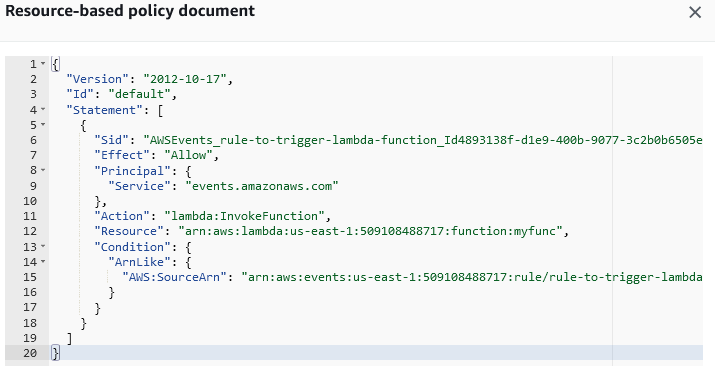 Resource-based policy document
1 {
2 "Version": "2012-10-17",
3 "Id": "default",
4 "Statement": [
5 {
6 "Sid": "AWSEvents_rule-to-trigger-lambda-function_Id4893138f-d1e9-400b-9077-3c2b0b6505e
7 "Effect": "Allow",
8 "Principal": {
9 "Service": "events.amazonaws.com"
10 },
11 "Action": "lambda:InvokeFunction",
12 "Resource": "arn:aws:lambda:us-east-1:509108488717:function:myfunc",
13 "Condition": {
14 "ArnLike": {
15 "AWS:SourceArn": "arn:aws:events:us-east-1:509108488717:rule/rule-to-trigger-lambda
16 }
17 }
18 }
19 ]
20 }